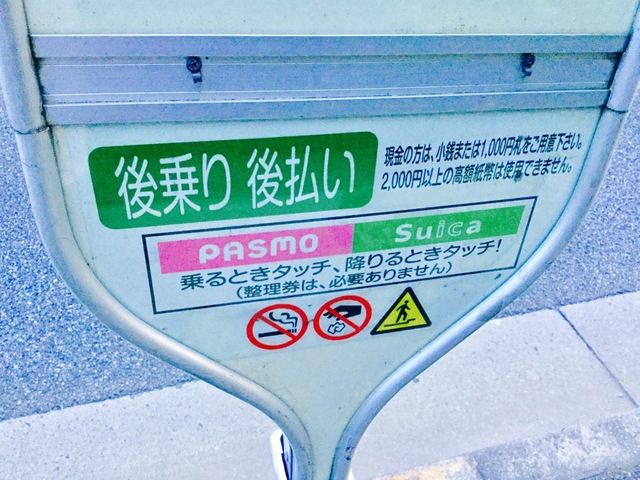 後乗り 後払い
現金の方は、小銭または1,000円札をご用意下さい。
2,000円以上の高額紙幣は使用できません。
PASMO Suica
乗るときタッチ、降りるときタッチ!
(整理券は、必要ありません)